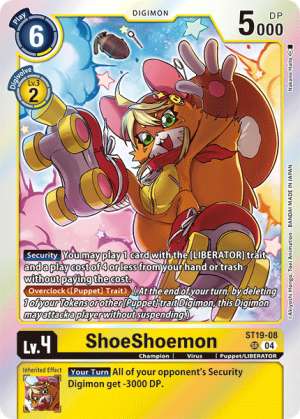 DIGIMON
Play
6
5000
DP
Digivolve
Lv.3
2
Security You may play 1 card with the [LIBERATOR] trait
and a play cost of 4 or less from your hand or trash
without paying the cost.
Overclock ([Puppet] Trait) (At the end of your turn, by deleting
1 of your Tokens or other [Puppet] trait Digimon, this Digimon
may attack a player without suspending.)
ST19-08
Lv.4
ShoeShoemon
04
Champion
Virus
Puppet/LIBERATOR
Inherited Effect
Your Turn All of your opponent's Security
Digimon get -3000 DP.